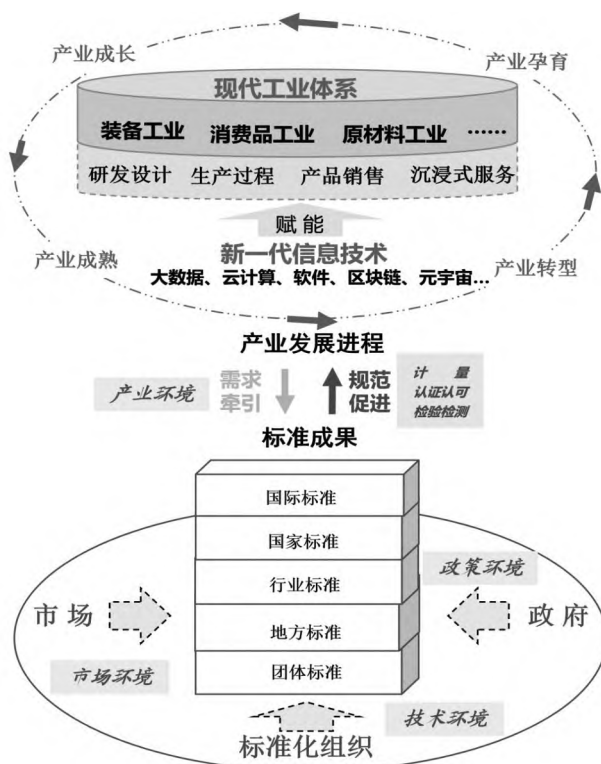 产业成长
产业孕育
现代工业体系
装备工业 消费品工业 原材料工业 ……
研发设计 生产过程 产品销售 沉浸式服务
赋能
新一代信息技术
大数据、云计算、软件、区块链、元宇宙...
产业成熟
产业转型
产业发展进程
产业环境
需求
牵引
规范
促进
计 量
认证认可
检验检测
标准成果
国际标准
国家标准
行业标准
地方标准
团体标准
政策环境
市 场
政 府
市场环境
技术环境
标准化组织